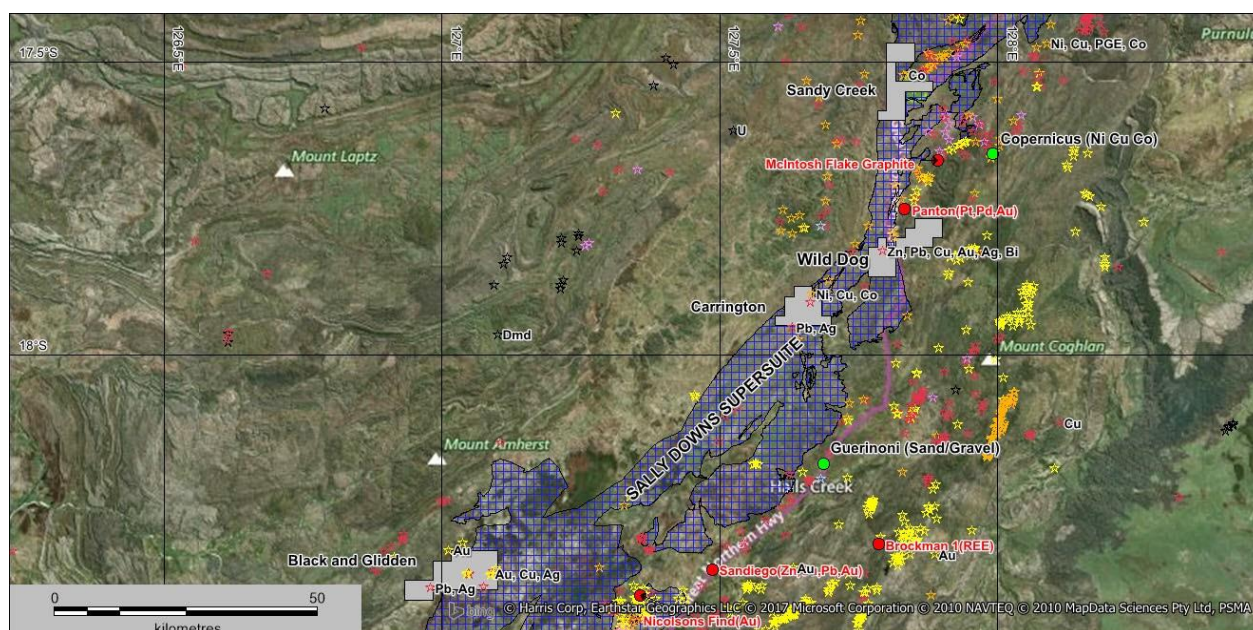 17.5°S
126.5°E
127°E
127.5°E
128°E
Purnulu
Ni, Cu, PGE, Co
Co
Sandy Creek
U
Copernicus (Ni Cu Co)
Mount Laptz
McIntosh Flake Graphite
Panton(Pt,Pd,Au)
Wild Dog
Zn, Pb, Cu, Au, Ag, Bi
Carrington
Ni, Cu, Co
Pb, Ag
Dmd
18°S
Mount Coghlan
SALLY DOWNS SUPERSUITE
Cu
Mount Amherst
Guerinoni (Sand/Gravel)
Halls Creek
Northern Hwy
Black and Glidden
Au
Au, Cu, Ag
Pb, Ag
Brockman 1(REE)
Au
Au
Nicolsons Find(Au)
0
50
kilometres
bing
© Harris Corp, Earthstar Geographics LLC © 2017 Microsoft Corporation © 2010 NAVTEQ © 2010 MapData Sciences Pty Ltd, PSMA